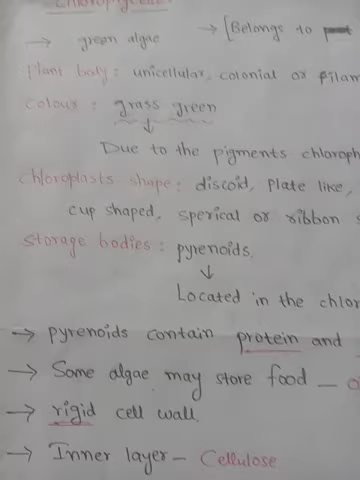 → green algae → [Belongs to
Plant body : unicellular, colonial or filam
Colour : grass green
↓
Due to the pigments chloroph
chloroplasts shape : discoid, plate like,
cup shaped, sperical or ribbon s
storage bodies : pyrenoids,
↓
Located in the chlor
→ pyrenoids contain protein and
→ Some algae may store food – o
→ rigid cell wall.
→ Inner layer – Cellulose